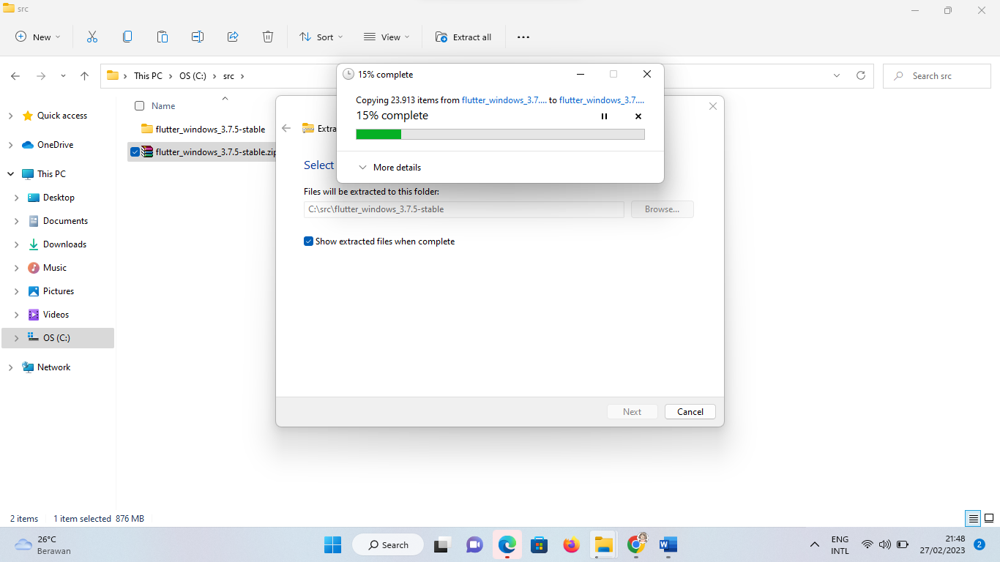 src
New
Sort
View
Extract all
This PC
OS (C:)
src
Search src
15% complete
Copying 23.913 items from flutter_windows_3.7.... to flutter_windows_3.7....
15% complete
More details
Name
flutter_windows_3.7.5-stable
flutter_windows_3.7.5-stable.zip
Quick access
OneDrive
This PC
Desktop
Documents
Downloads
Music
Pictures
Videos
OS (C:)
Network
Extra
Select
Files will be extracted to this folder:
C:\src\flutter_windows_3.7.5-stable
Browse...
Show extracted files when complete
Next
Cancel
2 items
1 item selected 876 MB
26°C
Berawan
Search
ENG
INTL
21:48
27/02/2023
2